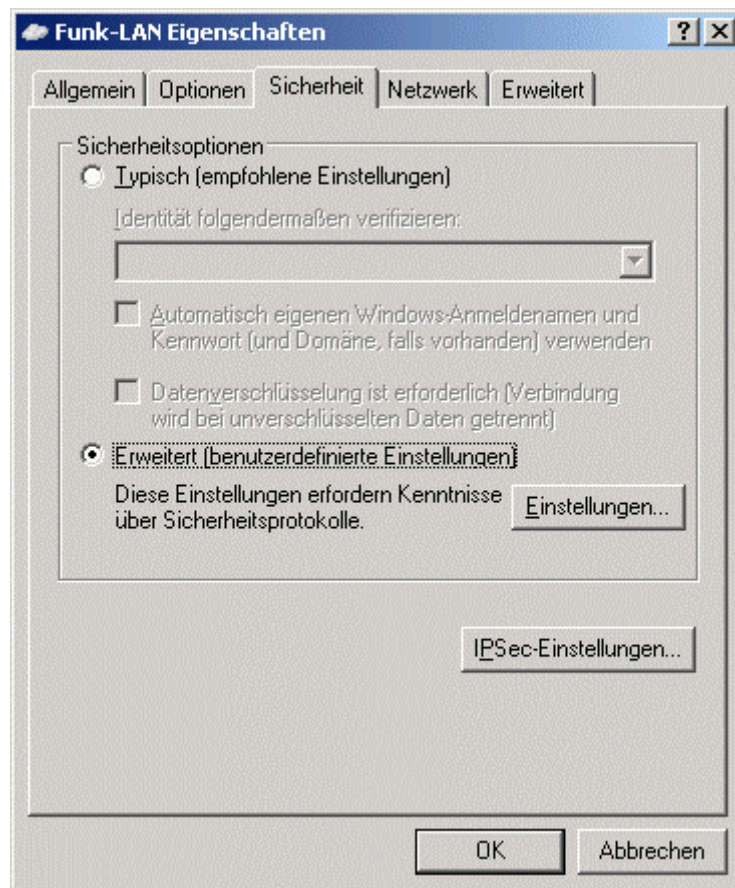 Funk-LAN Eigenschaften
Allgemein Optionen Sicherheit Netzwerk Erweitert
Sicherheitsoptionen
Typisch (empfohlene Einstellungen)
Identität folgendermaßen verifizieren:
Automatisch eigenen Windows-Anmeldenamen und
Kennwort (und Domäne, falls vorhanden) verwenden
Datenverschlüsselung ist erforderlich (Verbindung
wird bei unverschlüsselten Daten getrennt)
Erweitert (benutzerdefinierte Einstellungen)
Diese Einstellungen erfordern Kenntnisse
über Sicherheitsprotokolle.
Einstellungen...
IPSec-Einstellungen...
OK Abbrechen